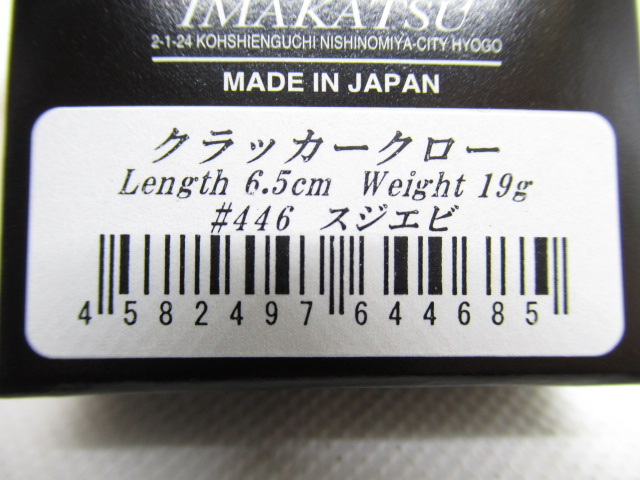 IMAKATSU
2-1-24 KOHSHIENGUCHI NISHINOMIYA-CITY HYOGO
MADE IN JAPAN
クラッカークロー
Length 6.5cm Weight 19g
#446 スジエビ
4 582497 644685